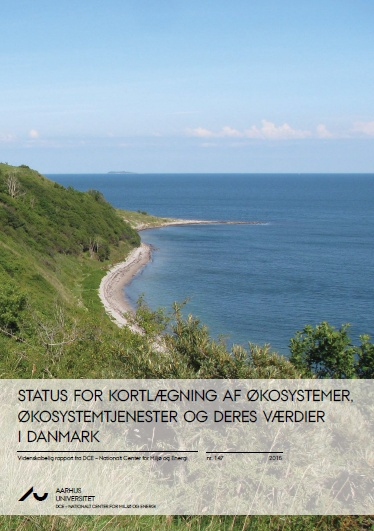 STATUS FOR KORTLÆGNING AF ØKOSYSTEMER,
ØKOSYSTEMTJENESTER OG DERES VÆRDIER
I DANMARK
Videnskabelig rapport fra DCE – Nationalt Center for Miljø og Energi nr. 147 2015
AARHUS
UNIVERSITET
DCE – NATIONALT CENTER FOR MILJØ OG ENERGI